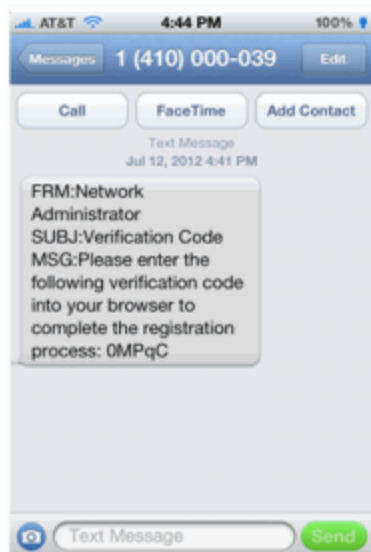 AT&T 4:44 PM 100%
Messages 1 (410) 000-039 Edit
Call FaceTime Add Contact
Text Message
Jul 12, 2012 4:41 PM
FRM:Network
Administrator
SUBJ:Verification Code
MSG:Please enter the
following verification code
into your browser to
complete the registration
process: 0MPqC
Text Message Send